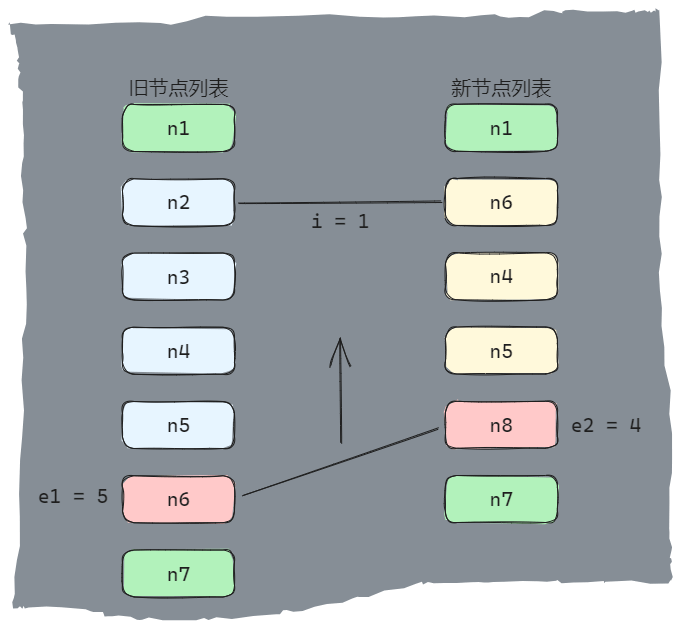 旧节点列表 新节点列表
n1 n1
n2 n6
i = 1
n3 n4
n4 n5
n5 n8 e2 = 4
e1 = 5 n6 n7
n7